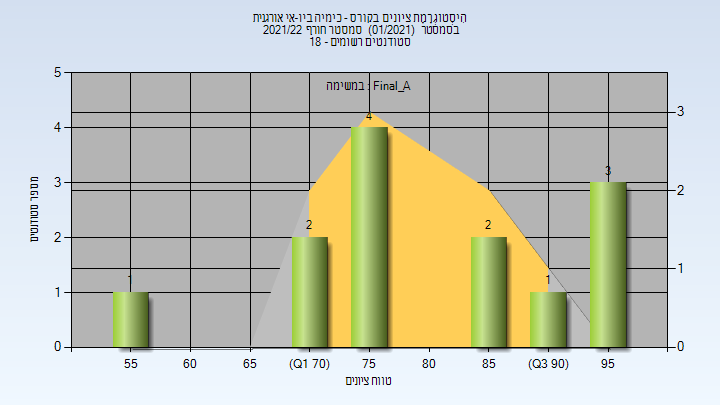 היסטוגרמת ציונים בקורס - כימיה ביו-אי אורגנית
בסמסטר (01/2021) סמסטר חורף 2021/22
סטודנטים רשומים - 18
במשימה : Final_A
5
4
3
2
1
0
3
2
1
0
1
2
4
2
1
3
55 60 65 (Q1 70) 75 80 85 (Q3 90) 95
מספר סטודנטים
טווח ציונים